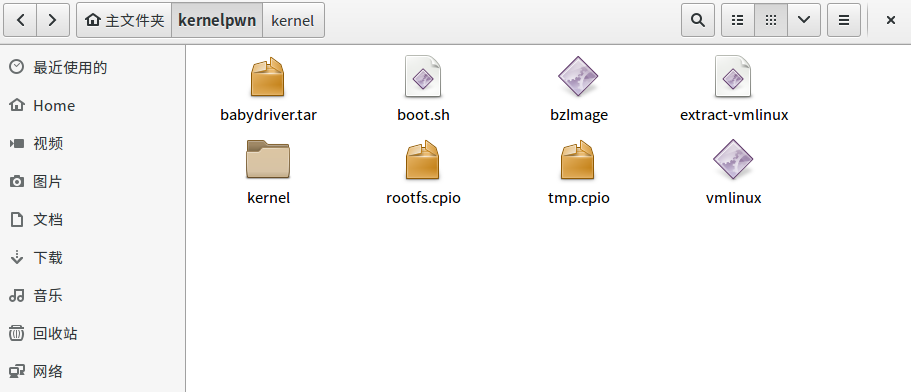 主文件夹 kernelpwn kernel
最近使用的
Home
视频
图片
文档
下载
音乐
回收站
网络
babydriver.tar boot.sh bzImage extract-vmlinux
kernel rootfs.cpio tmp.cpio vmlinux